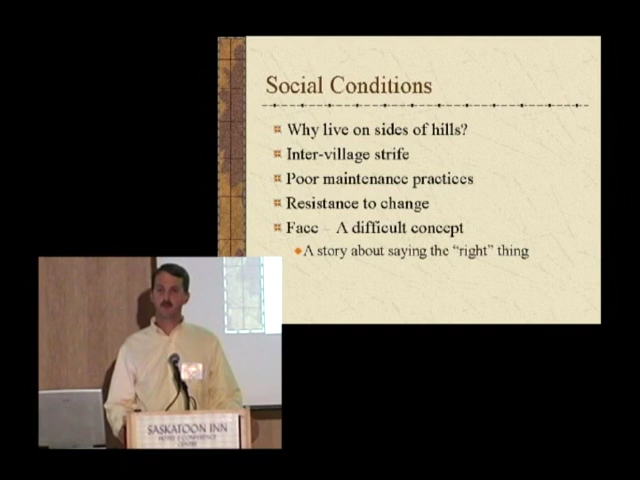 Social Conditions
Why live on sides of hills?
Inter-village strife
Poor maintenance practices
Resistance to change
Face – A difficult concept
A story about saying the “right” thing
SASKATOON INN
HOTEL & CONFERENCE
CENTRE